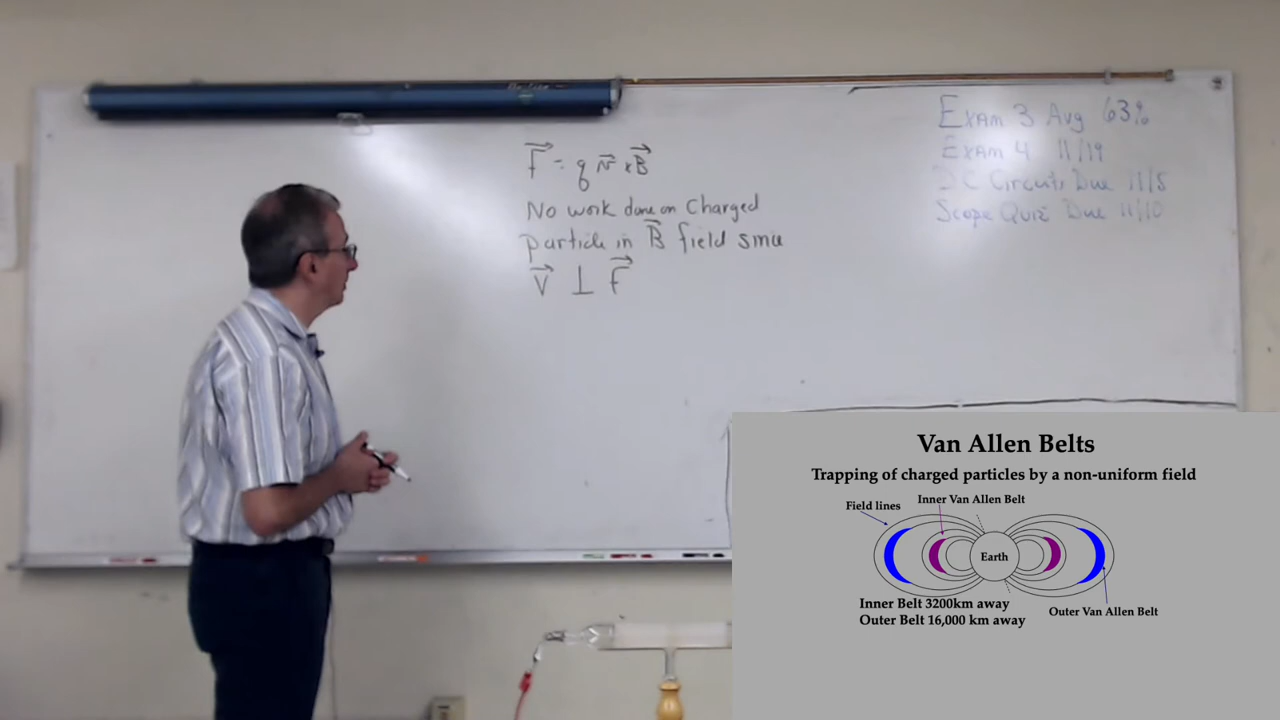 F = q v x B
No work done on Charged
particle in B field since
V ⊥ F
Exam 3 Avg 63%
Exam 4 11/19
DC Circuits Due 11/5
Scope Quiz Due 11/10
Van Allen Belts
Trapping of charged particles by a non-uniform field
Inner Van Allen Belt
Field lines
Earth
Inner Belt 3200km away
Outer Belt 16,000 km away
Outer Van Allen Belt